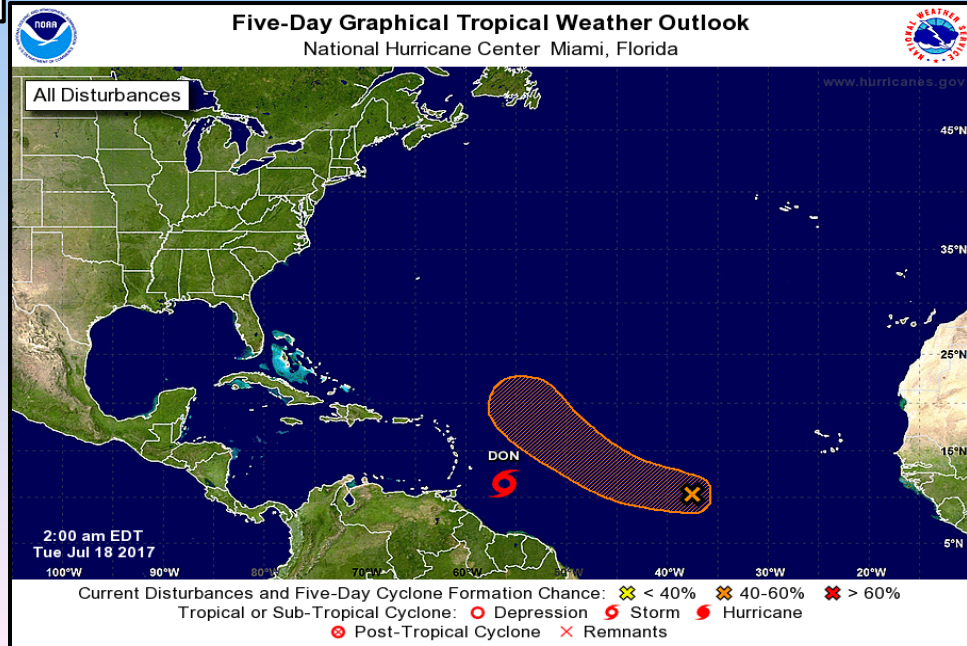 Five-Day Graphical Tropical Weather Outlook
National Hurricane Center Miami, Florida
NOAA
All Disturbances
www.hurricanes.gov
45°N
35°N
25°N
15°N
5°N
DON
2:00 am EDT
Tue Jul 18 2017
100°W 90°W 80°W 70°W 60°W 50°W 40°W 30°W 20°W
Current Disturbances and Five-Day Cyclone Formation Chance: < 40% 40-60% > 60%
Tropical or Sub-Tropical Cyclone: Depression Storm Hurricane
Post-Tropical Cyclone Remnants